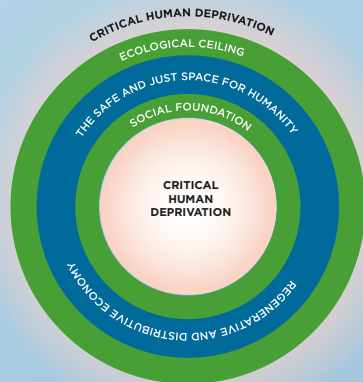 CRITICAL HUMAN DEPRIVATION
ECOLOGICAL CEILING
THE SAFE AND JUST SPACE FOR HUMANITY
SOCIAL FOUNDATION
CRITICAL
HUMAN
DEPRIVATION
REGENERATIVE AND DISTRIBUTIVE ECONOMY